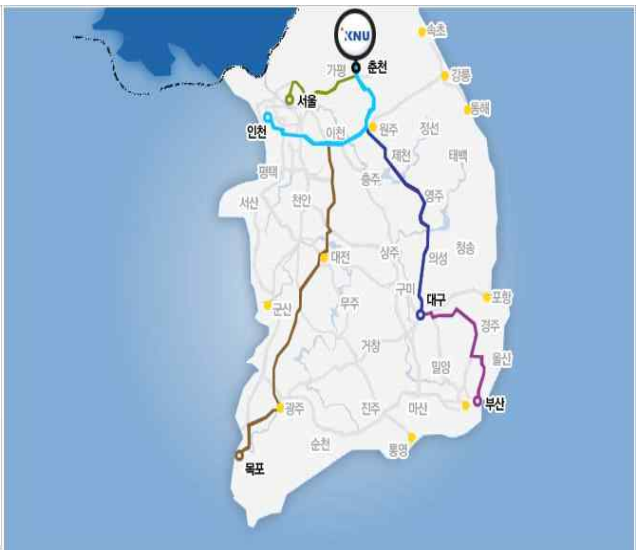 속초
KNU
가평
춘천
강릉
서울
동해
인천
이천
원주
정선
제천
태백
평택
충주
영주
서산
천안
청송
상주
의성
대전
구미
대구
포항
군산
무주
경주
거창
울산
밀양
광주
진주
마산
부산
순천
통영
목포